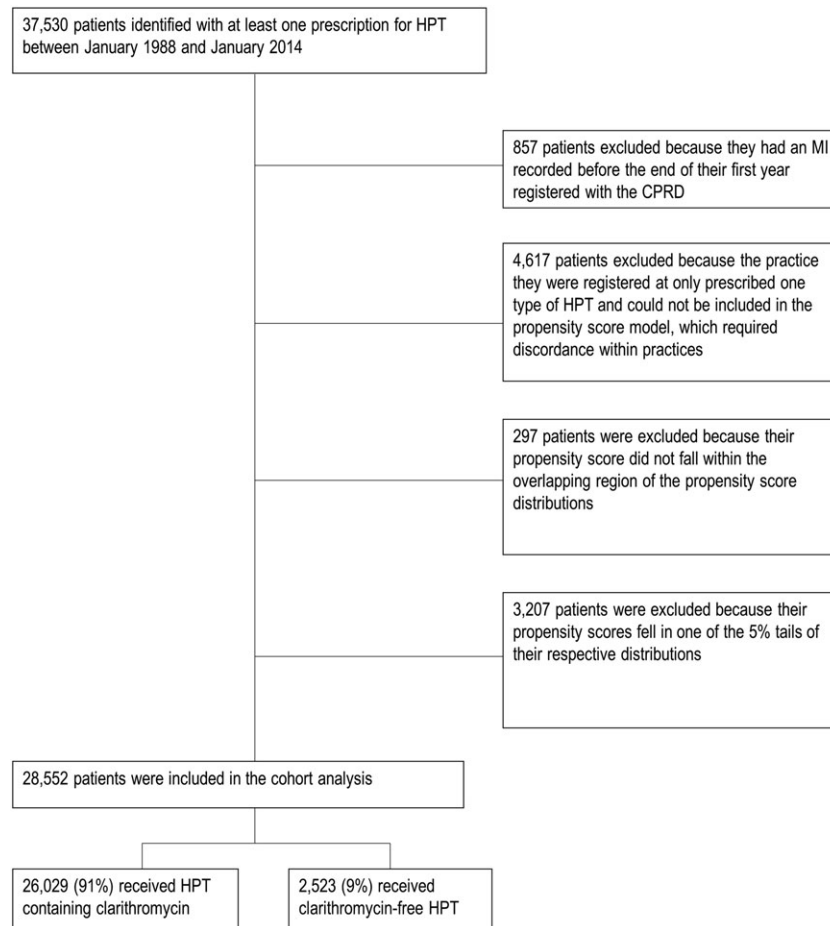 37,530 patients identified with at least one prescription for HPT
between January 1988 and January 2014
857 patients excluded because they had an MI
recorded before the end of their first year
registered with the CPRD
4,617 patients excluded because the practice
they were registered at only prescribed one
type of HPT and could not be included in the
propensity score model, which required
discordance within practices
297 patients were excluded because their
propensity score did not fall within the
overlapping region of the propensity score
distributions
3,207 patients were excluded because their
propensity scores fell in one of the 5% tails
of their respective distributions
28,552 patients were included in the cohort analysis
26,029 (91%) received HPT
containing clarithromycin
2,523 (9%) received
clarithromycin-free HPT